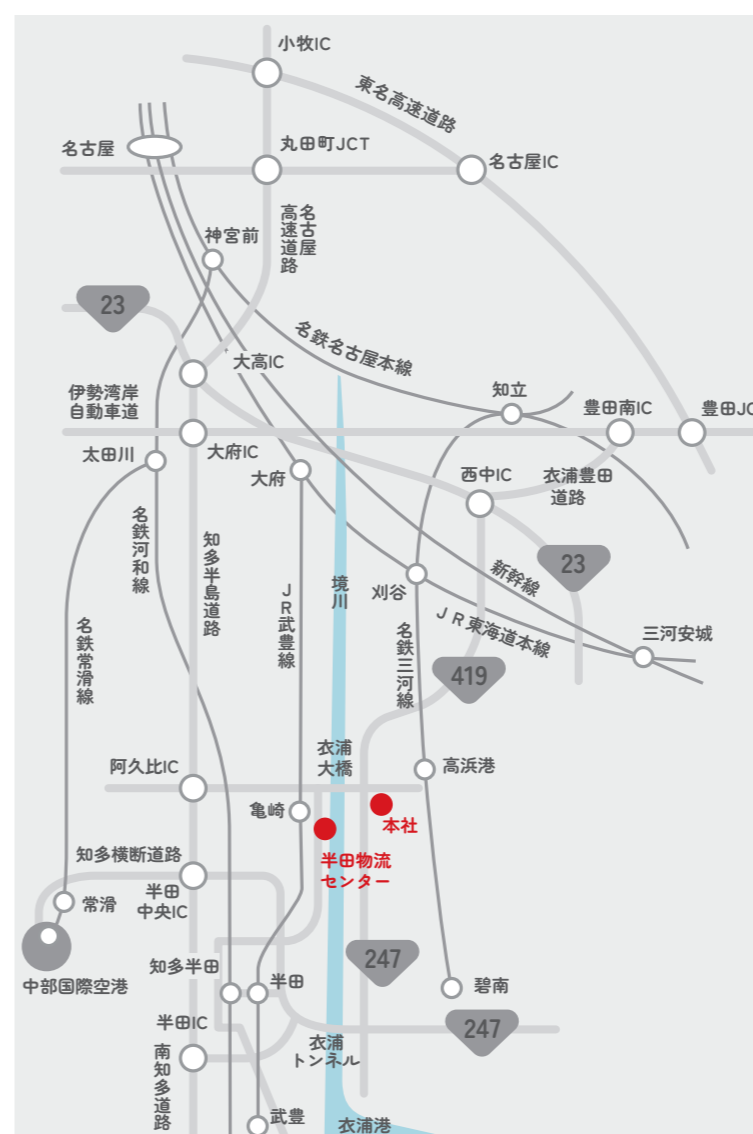 小牧IC
東名高速道路
名古屋
丸田町JCT
名古屋IC
名古屋
高速道路
神宮前
23
名鉄名古屋本線
大高IC
伊勢湾岸
自動車道
知立
豊田南IC
豊田JC
太田川
大府IC
大府
西中IC
衣浦豊田
道路
名鉄河和線
知多半島道路
JR武豊線
境川
刈谷
新幹線
23
名鉄常滑線
名鉄三河線
JR東海道本線
三河安城
419
阿久比IC
衣浦
大橋
高浜港
亀崎
本社
知多横断道路
半田物流
センター
半田
中央IC
常滑
中部国際空港
知多半田
半田
247
碧南
半田IC
247
衣浦
トンネル
南知多道路
武豊
衣浦港